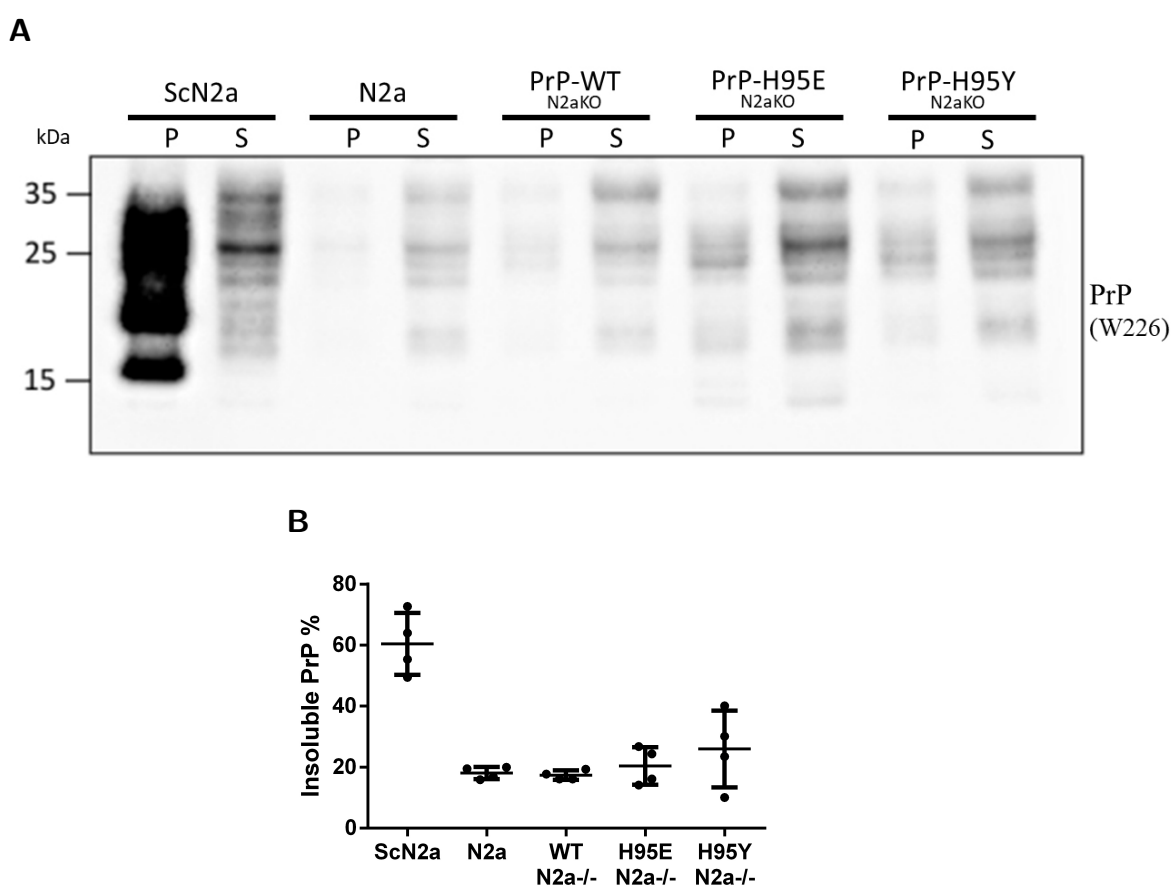 A
ScN2a N2a PrP-WT PrP-H95E PrP-H95Y
N2aKO N2aKO N2aKO
kDa P S P S P S P S P S
35
25
15
PrP
(W226)
B
Insoluble PrP %
80
60
40
20
0
ScN2a N2a WT H95E H95Y
N2a-/- N2a-/- N2a-/-